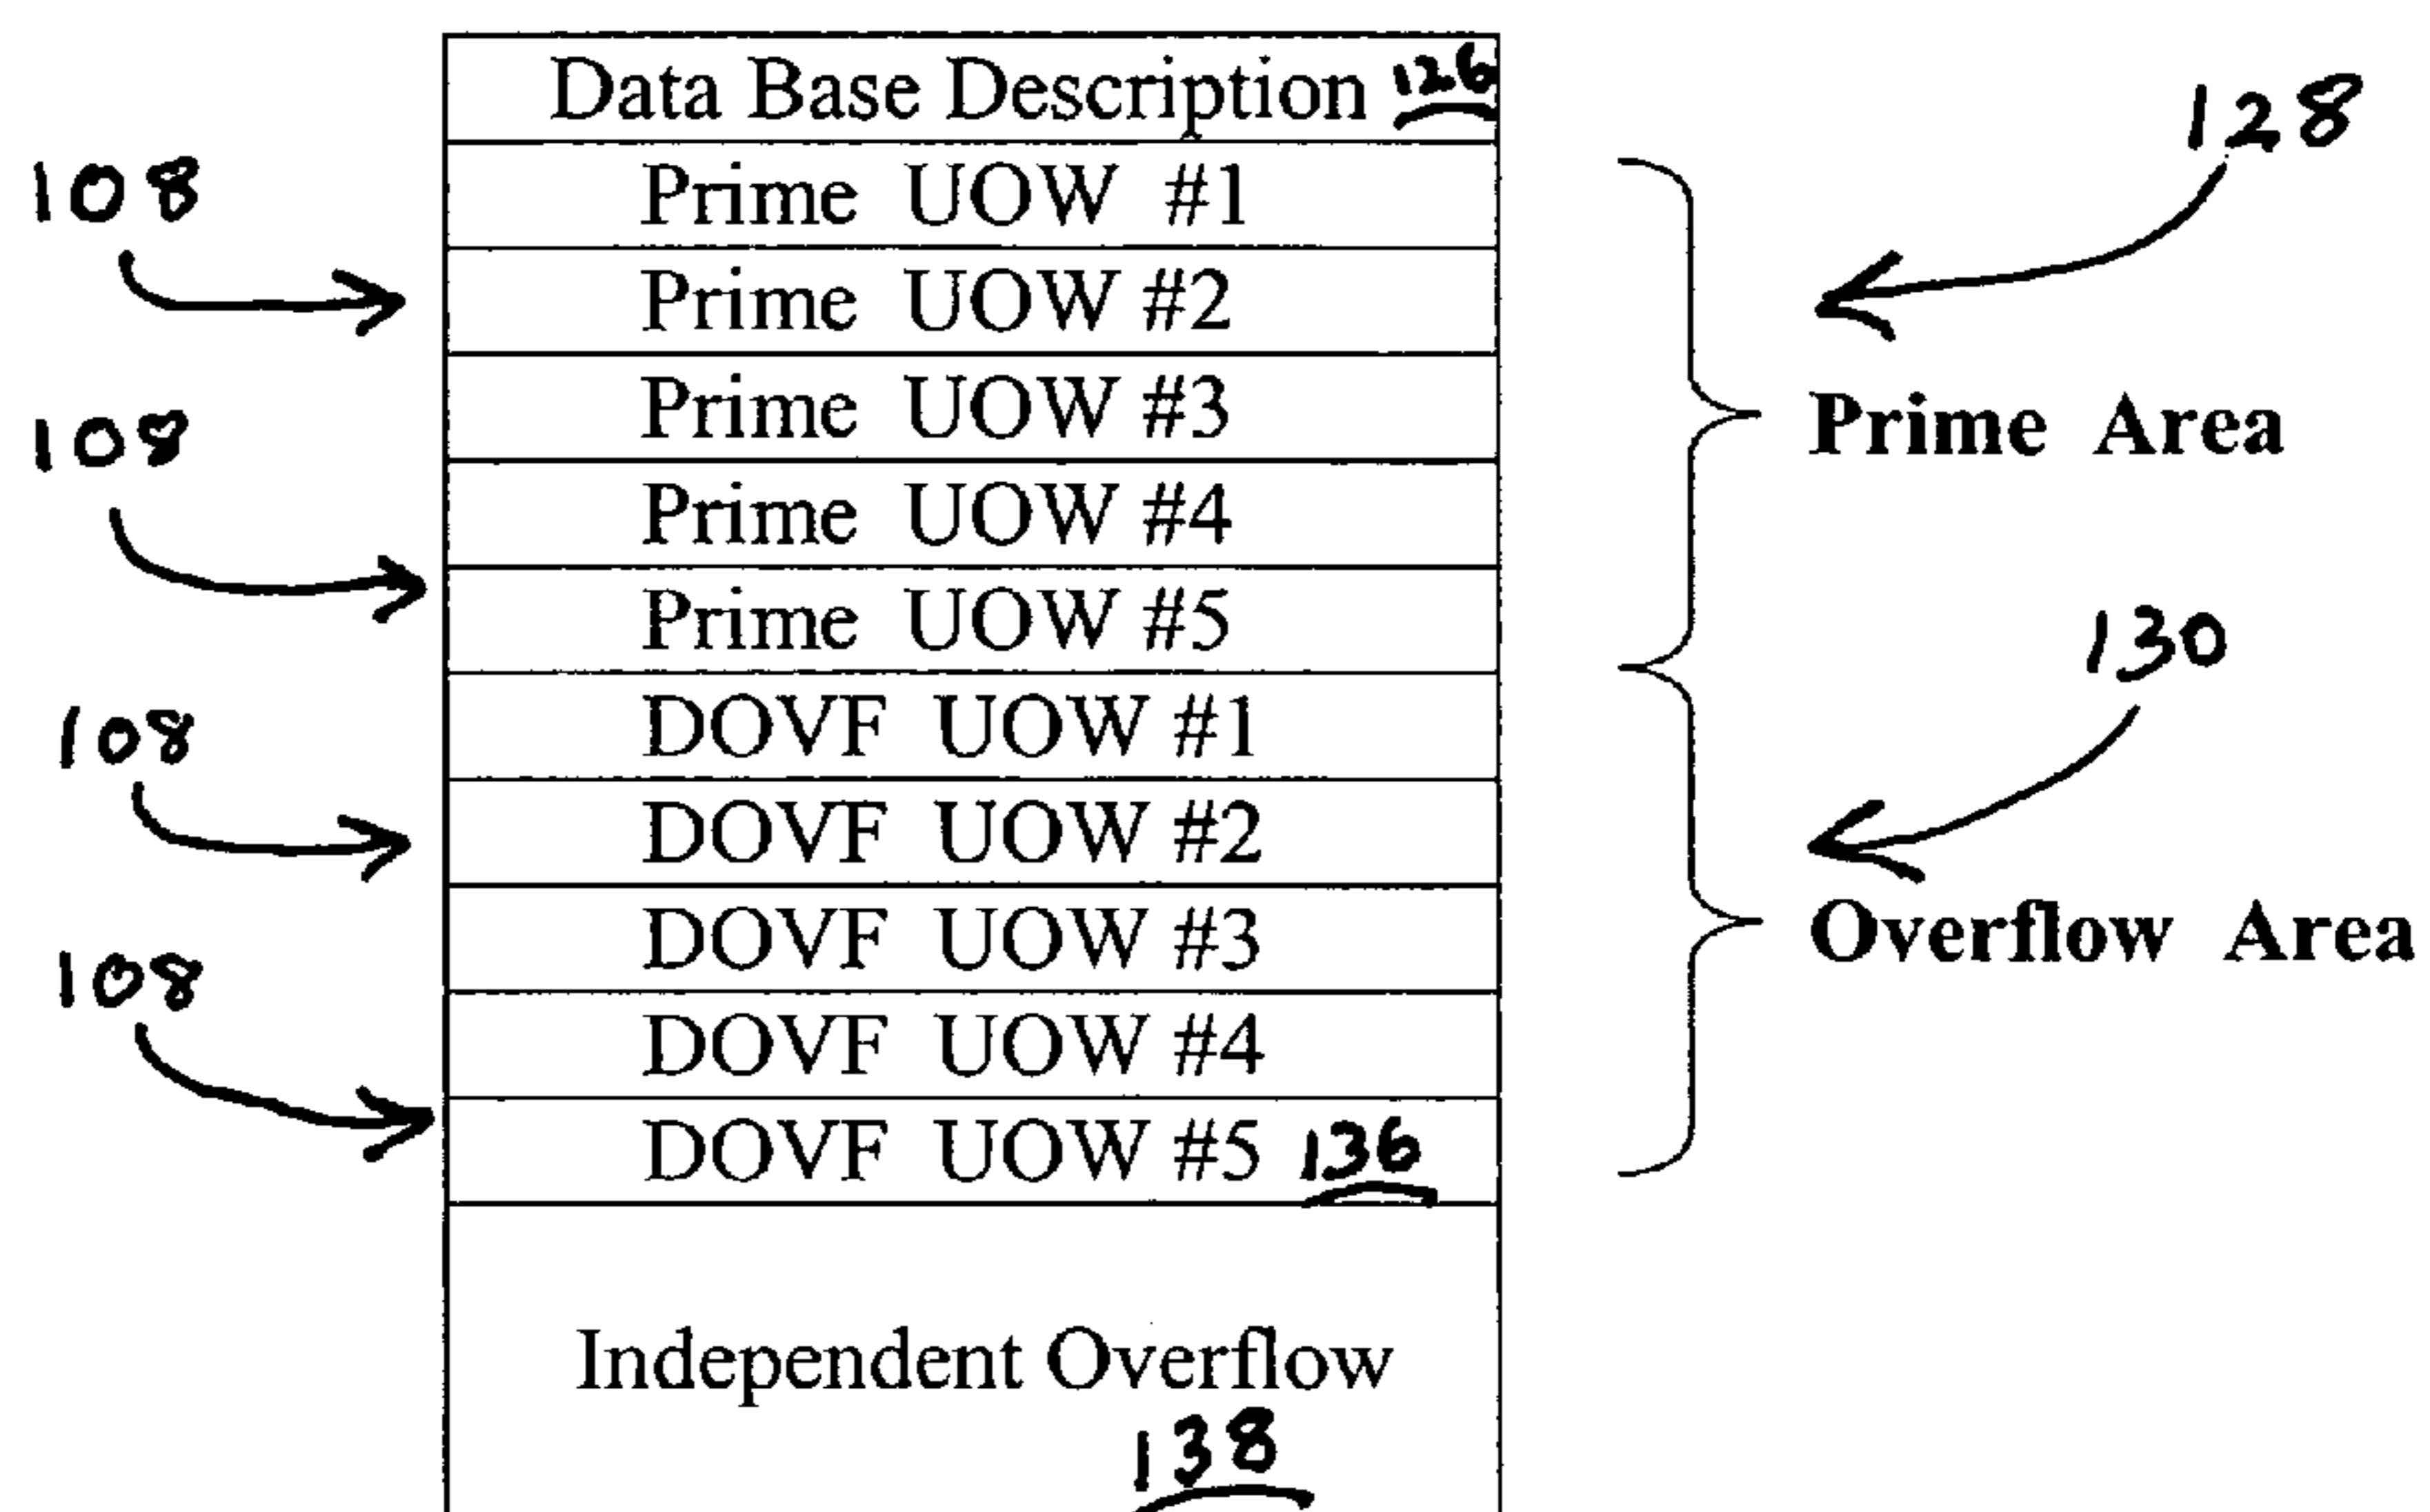 Data Base Description 126
128
108
Prime UOW #1
Prime UOW #2
Prime UOW #3
Prime Area
108
Prime UOW #4
Prime UOW #5
130
108
DOVF UOW #1
DOVF UOW #2
DOVF UOW #3
Overflow Area
108
DOVF UOW #4
DOVF UOW #5 136
Independent Overflow
138